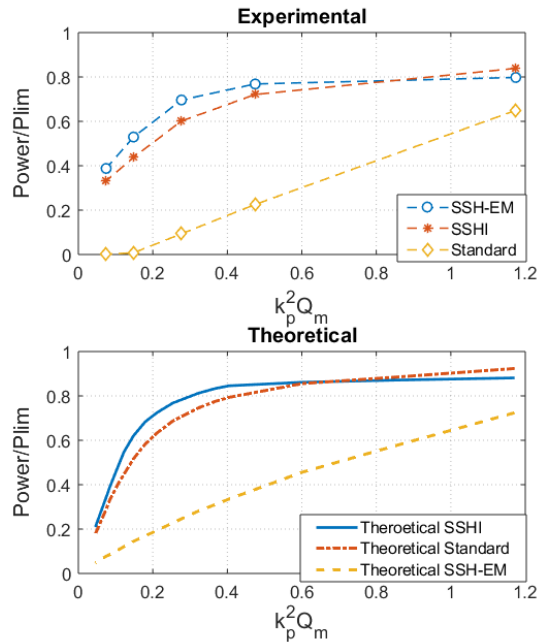 Experimental
1
0.8
0.6
0.4
0.2
0
Power/Plim
SSH-EM
SSHI
Standard
0 0.2 0.4 0.6 0.8 1 1.2
k_p^2Q_m
Theoretical
1
0.8
0.6
0.4
0.2
0
Power/Plim
Theroetical SSHI
Theoretical Standard
Theoretical SSH-EM
0 0.2 0.4 0.6 0.8 1 1.2
k_p^2Q_m